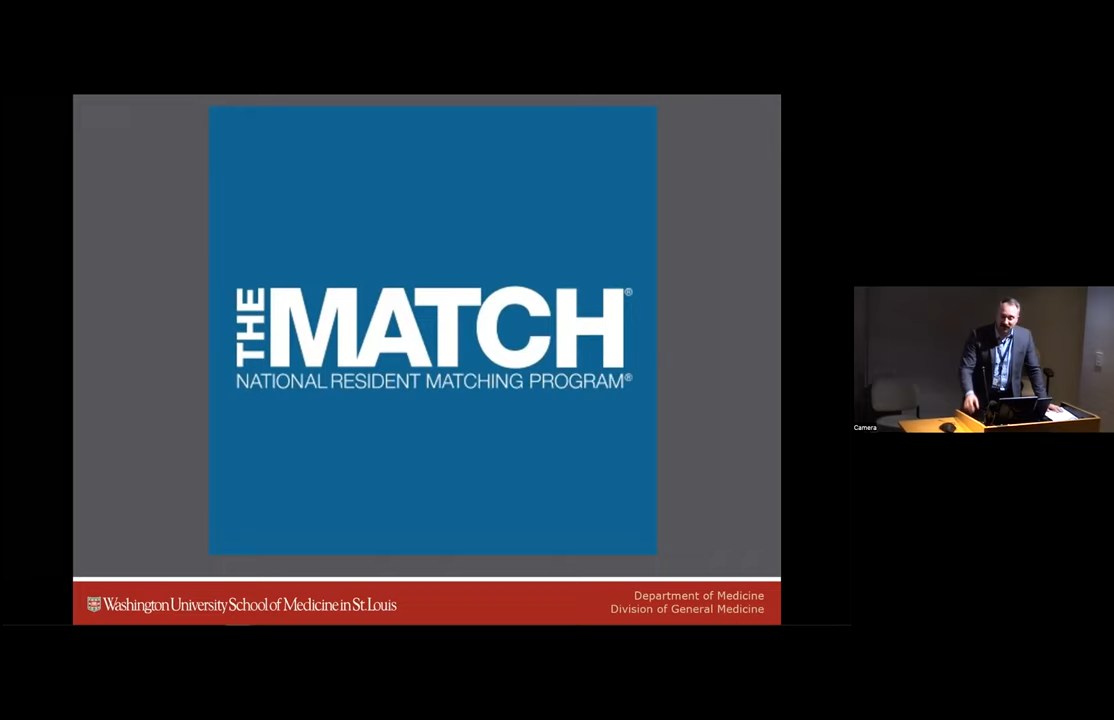 THE MATCH®
NATIONAL RESIDENT MATCHING PROGRAM®
Washington University School of Medicine in St. Louis
Department of Medicine
Division of General Medicine
Camera